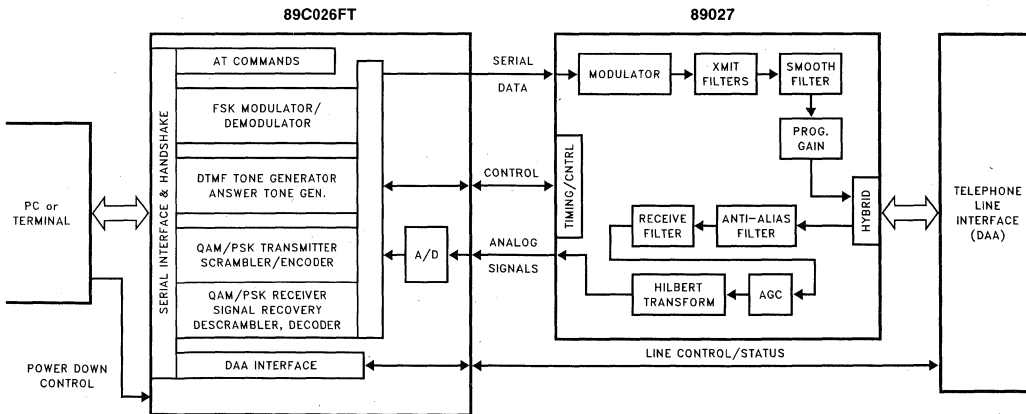 89C026FT
89027
AT COMMANDS
FSK MODULATOR/
DEMODULATOR
DTMF TONE GENERATOR
ANSWER TONE GEN.
QAM/PSK TRANSMITTER
SCRAMBLER/ENCODER
QAM/PSK RECEIVER
SIGNAL RECOVERY
DESCRAMBLER, DECODER
DAA INTERFACE
SERIAL INTERFACE & HANDSHAKE
PC or
TERMINAL
POWER DOWN
CONTROL
A/D
SERIAL
DATA
CONTROL
ANALOG
SIGNALS
LINE CONTROL/STATUS
TIMING/CNTRL
MODULATOR
XMIT
FILTERS
SMOOTH
FILTER
PROG.
GAIN
HYBRID
ANTI-ALIAS
FILTER
RECEIVE
FILTER
AGC
HILBERT
TRANSFORM
TELEPHONE
LINE
INTERFACE
(DAA)